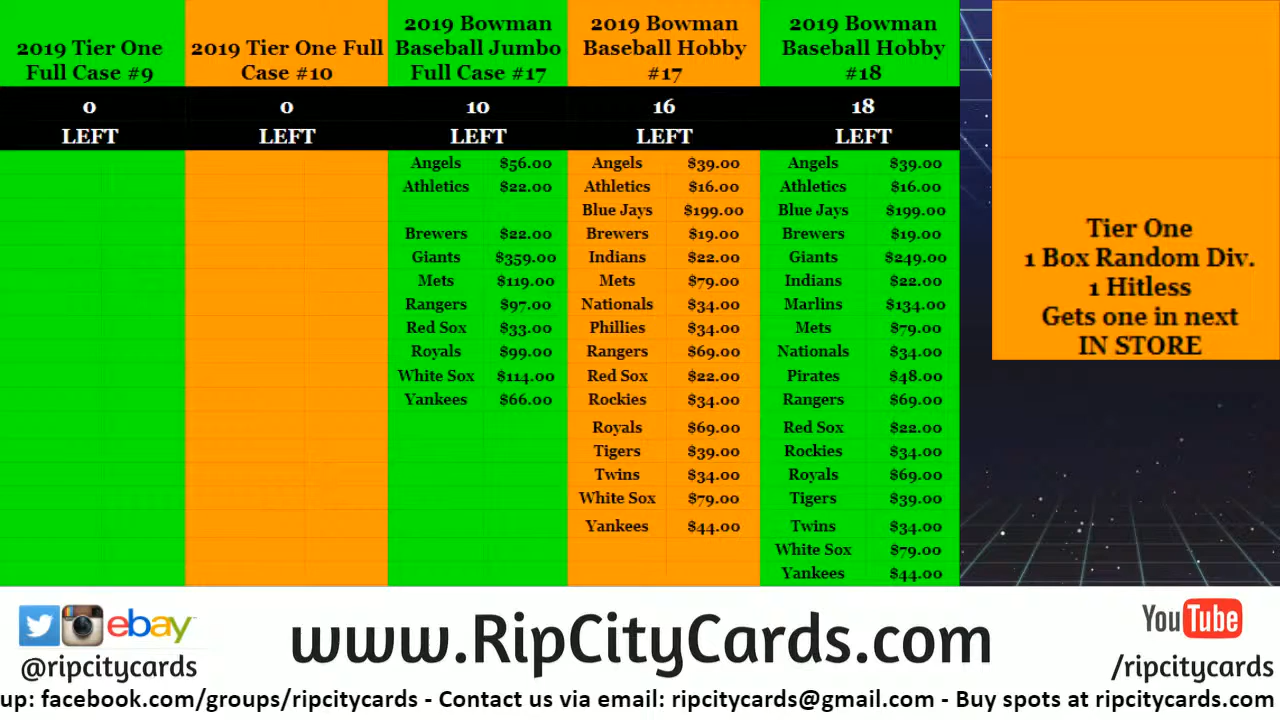 2019 Tier One
Full Case #9
0
LEFT
2019 Tier One Full
Case #10
0
LEFT
2019 Bowman
Baseball Jumbo
Full Case #17
10
LEFT
Angels $56.00
Athletics $22.00
Brewers $22.00
Giants $359.00
Mets $119.00
Rangers $97.00
Red Sox $33.00
Royals $99.00
White Sox $114.00
Yankees $66.00
2019 Bowman
Baseball Hobby
#17
16
LEFT
Angels $39.00
Athletics $16.00
Blue Jays $199.00
Brewers $19.00
Indians $22.00
Mets $79.00
Nationals $34.00
Phillies $34.00
Rangers $69.00
Red Sox $22.00
Rockies $34.00
Royals $69.00
Tigers $39.00
Twins $34.00
White Sox $79.00
Yankees $44.00
2019 Bowman
Baseball Hobby
#18
18
LEFT
Angels $39.00
Athletics $16.00
Blue Jays $199.00
Brewers $19.00
Giants $249.00
Indians $22.00
Marlins $134.00
Mets $79.00
Nationals $34.00
Pirates $48.00
Rangers $69.00
Red Sox $22.00
Rockies $34.00
Royals $69.00
Tigers $39.00
Twins $34.00
White Sox $79.00
Yankees $44.00
Tier One
1 Box Random Div.
1 Hitless
Gets one in next
IN STORE
ebay
@ripcitycards
www.RipCityCards.com
YouTube
/ripcitycards
up: facebook.com/groups/ripcitycards - Contact us via email: ripcitycards@gmail.com - Buy spots at ripcitycards.com